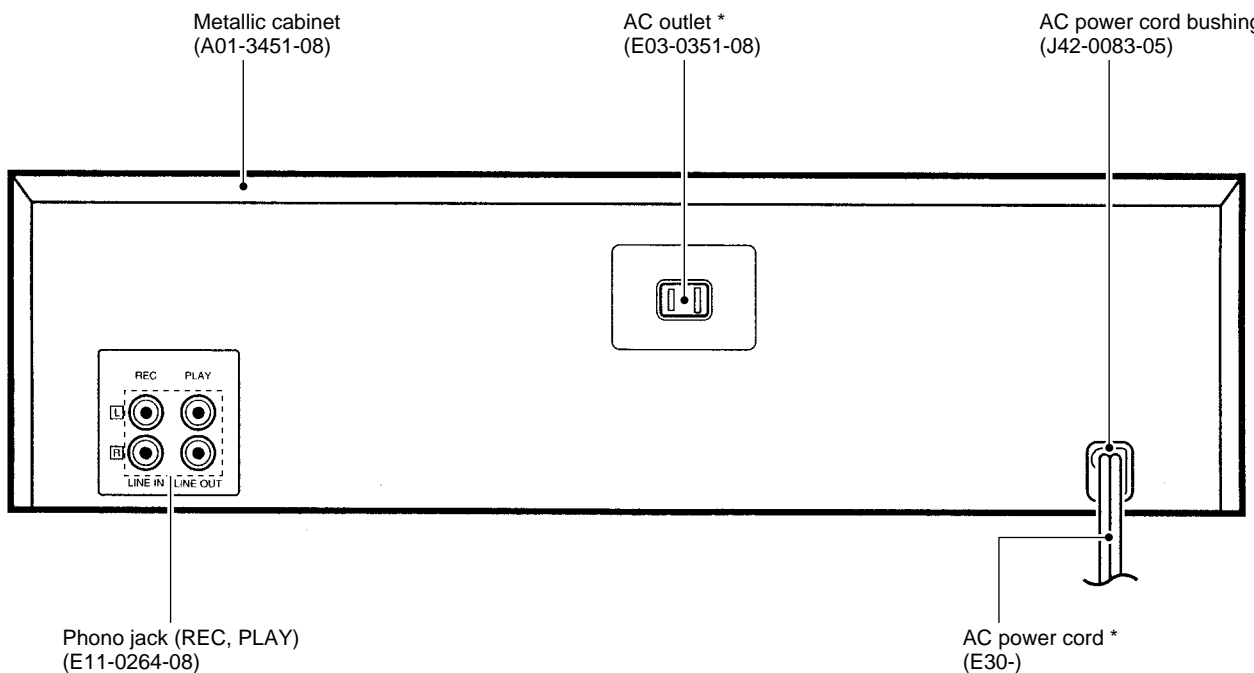 Metallic cabinet
(A01-3451-08)
AC outlet *
(E03-0351-08)
AC power cord bushing
(J42-0083-05)
REC PLAY
L
R
LINE IN LINE OUT
Phono jack (REC, PLAY)
(E11-0264-08)
AC power cord *
(E30-)